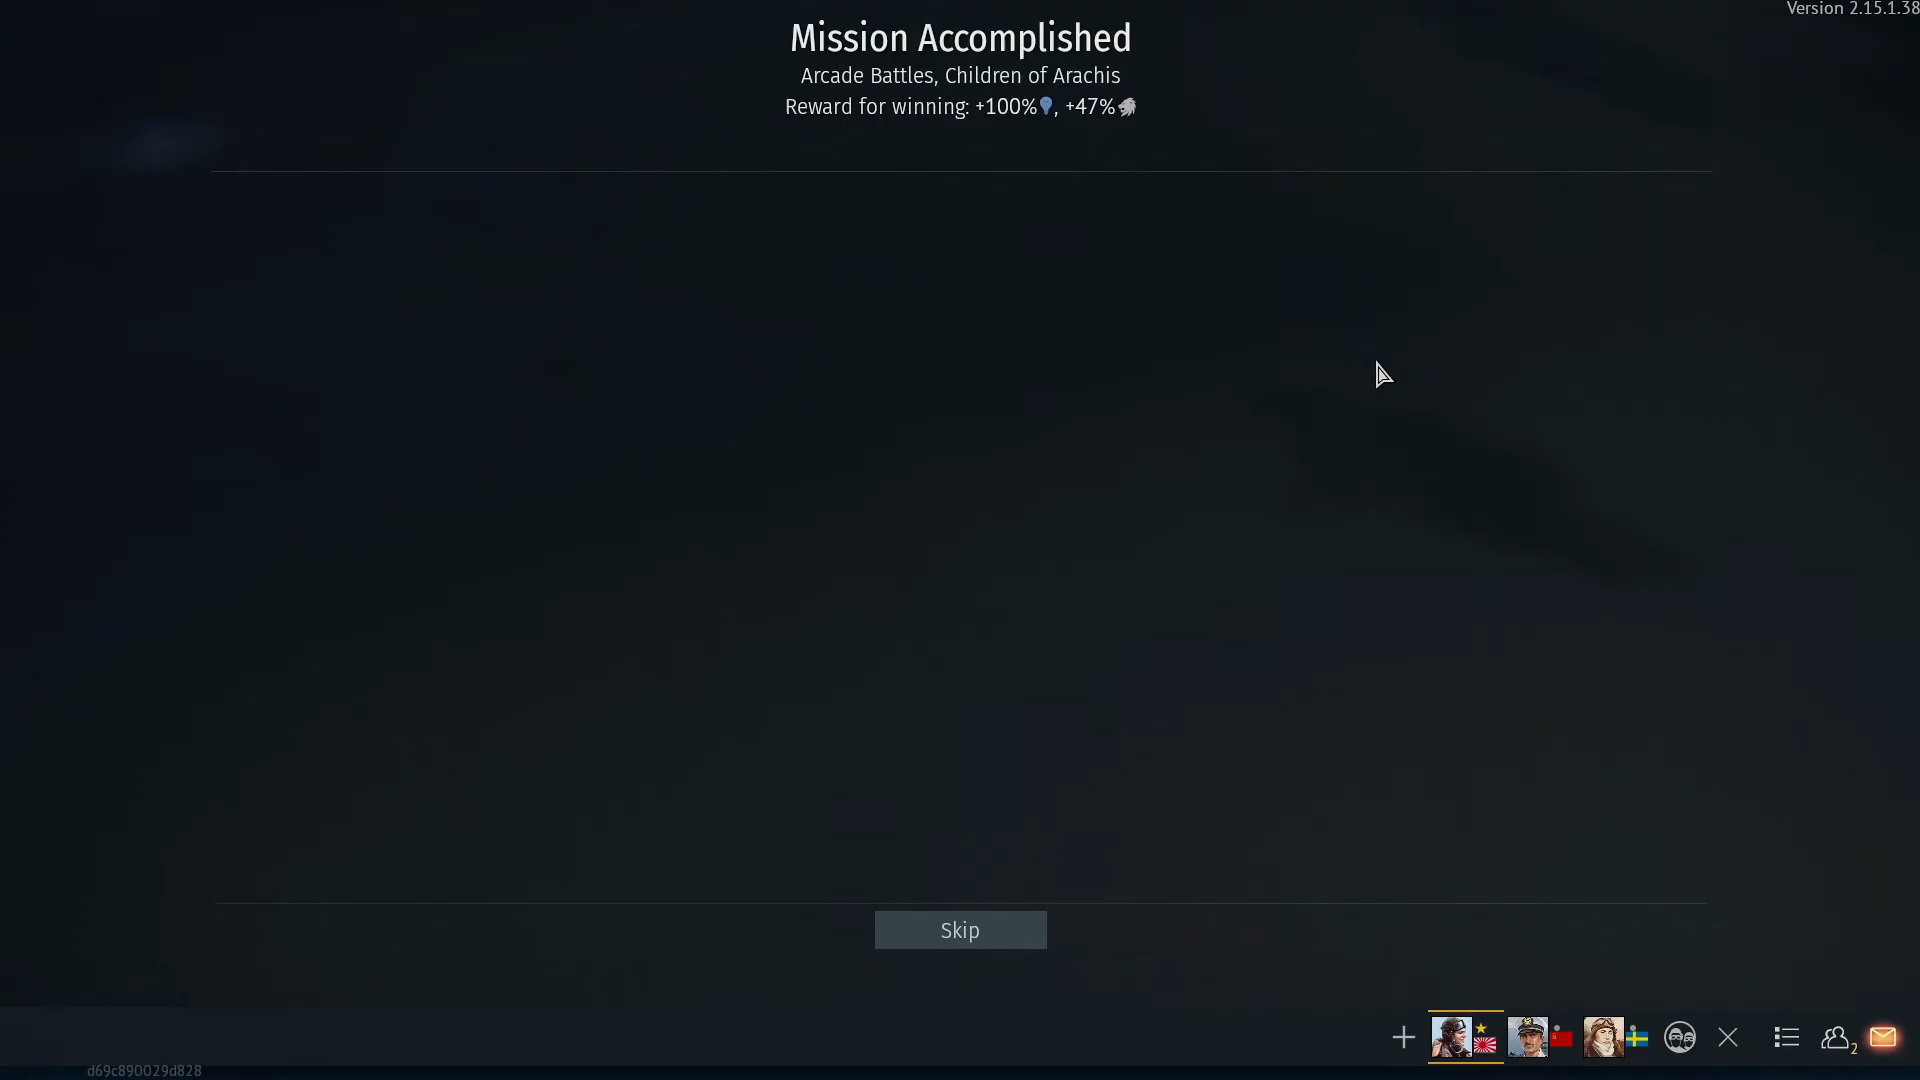 Version 2.15.1.38
Mission Accomplished
Arcade Battles, Children of Arachis
Reward for winning: +100%, +47%
Skip
2
d69c890029d828